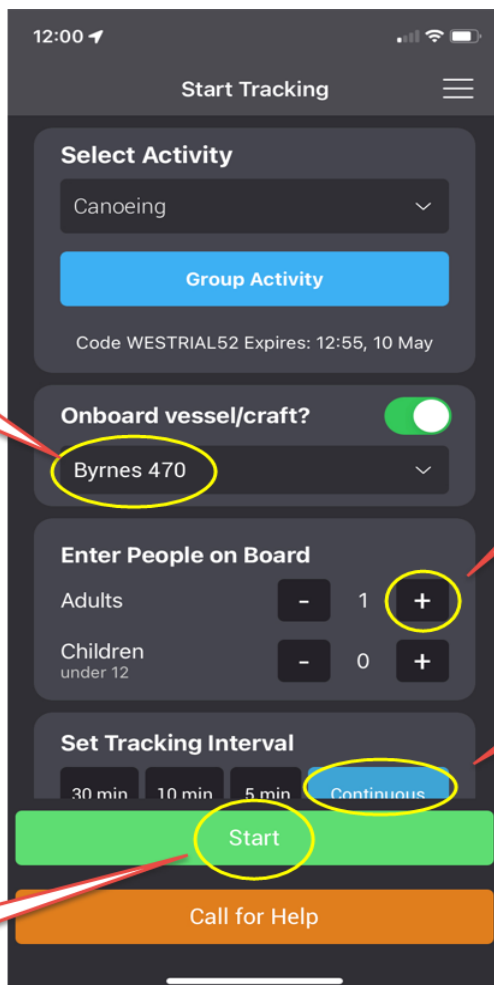 12:00
Start Tracking
Select Activity
Canoeing
Group Activity
Code WESTRIAL52 Expires: 12:55, 10 May
Onboard vessel/craft?
Byrnes 470
Enter People on Board
Adults - 1 +
Children - 0 +
under 12
Set Tracking Interval
30 min 10 min 5 min Continuous
Start
Call for Help